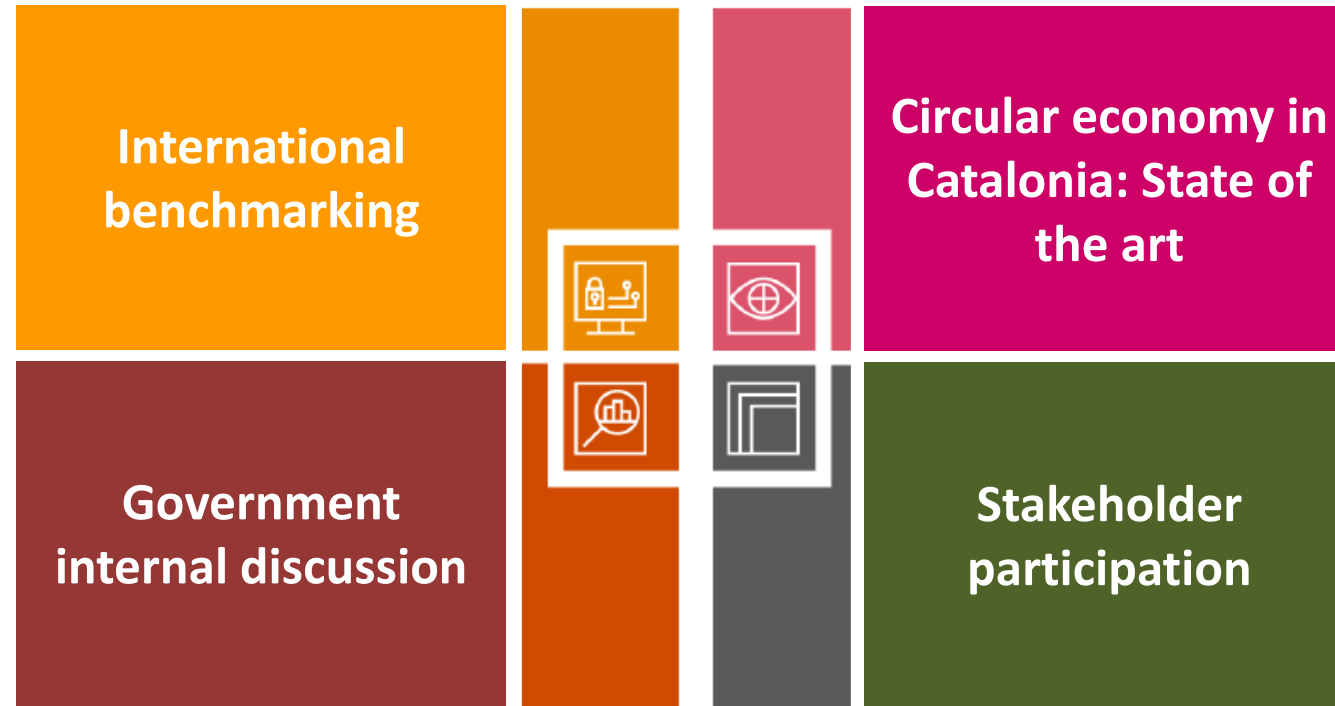 International
benchmarking
Circular economy in
Catalonia: State of
the art
Government
internal discussion
Stakeholder
participation